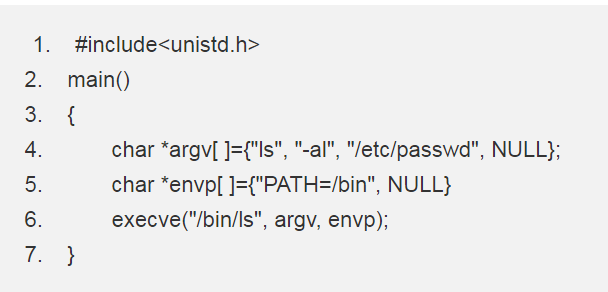 1. #include<unistd.h>
2. main()
3. {
4. char *argv[ ]={"ls", "-al", "/etc/passwd", NULL};
5. char *envp[ ]={"PATH=/bin", NULL}
6. execve("/bin/ls", argv, envp);
7. }